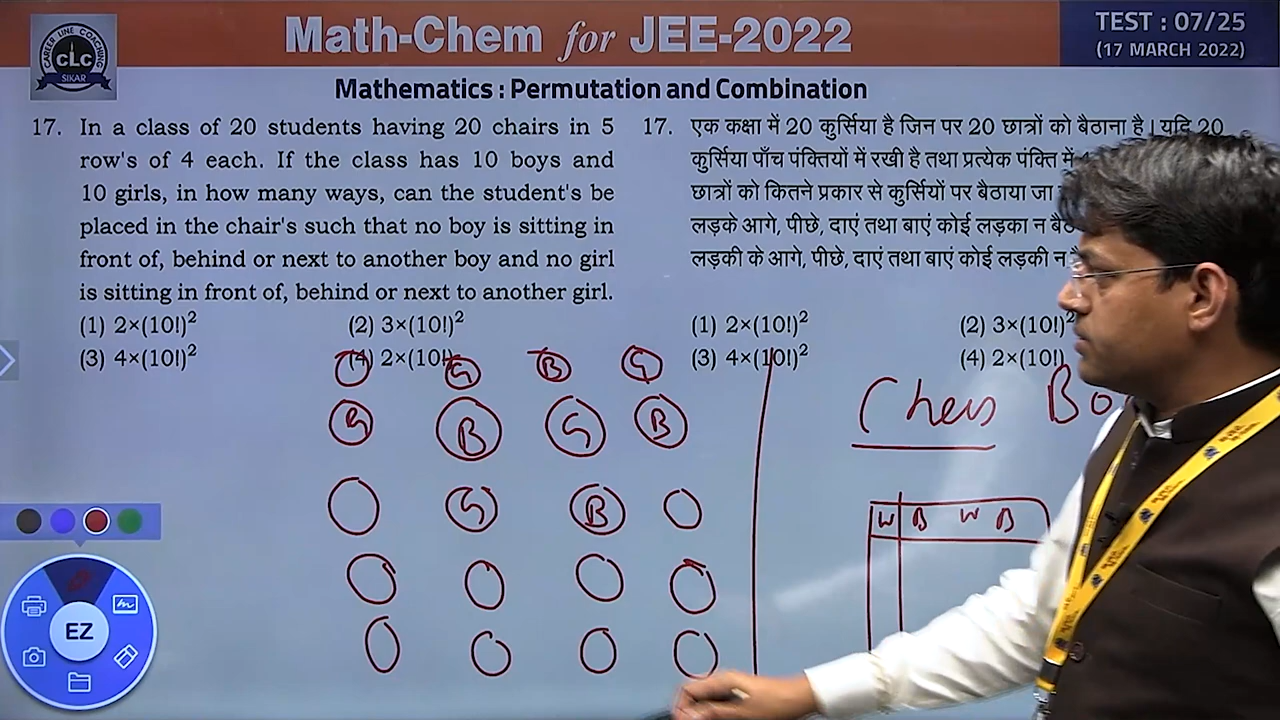 CAREER LINE COACHING
CLC
SIKAR
Math-Chem for JEE-2022
TEST : 07/25
(17 MARCH 2022)
Mathematics : Permutation and Combination
17. In a class of 20 students having 20 chairs in 5
row's of 4 each. If the class has 10 boys and
10 girls, in how many ways, can the student's be
placed in the chair's such that no boy is sitting in
front of, behind or next to another boy and no girl
is sitting in front of, behind or next to another girl.
(1) 2×(10!)² (2) 3×(10!)²
(3) 4×(10!)² (4) 2×(10!)
17. एक कक्षा में 20 कुर्सिया है जिन पर 20 छात्रों को बैठाना है। यदि 20
कुर्सिया पाँच पंक्तियों में रखी है तथा प्रत्येक पंक्ति में
छात्रों को कितने प्रकार से कुर्सियों पर बैठाया जा
लड़के आगे, पीछे, दाएं तथा बाएं कोई लड़का न
लड़की के आगे, पीछे, दाएं तथा बाएं कोई लड़की न
(1) 2×(10!)² (2) 3×(10!)²
(3) 4×(10!)² (4) 2×(10!)
G B G
G B G B
G B
Chess Bo
W B W B
EZ